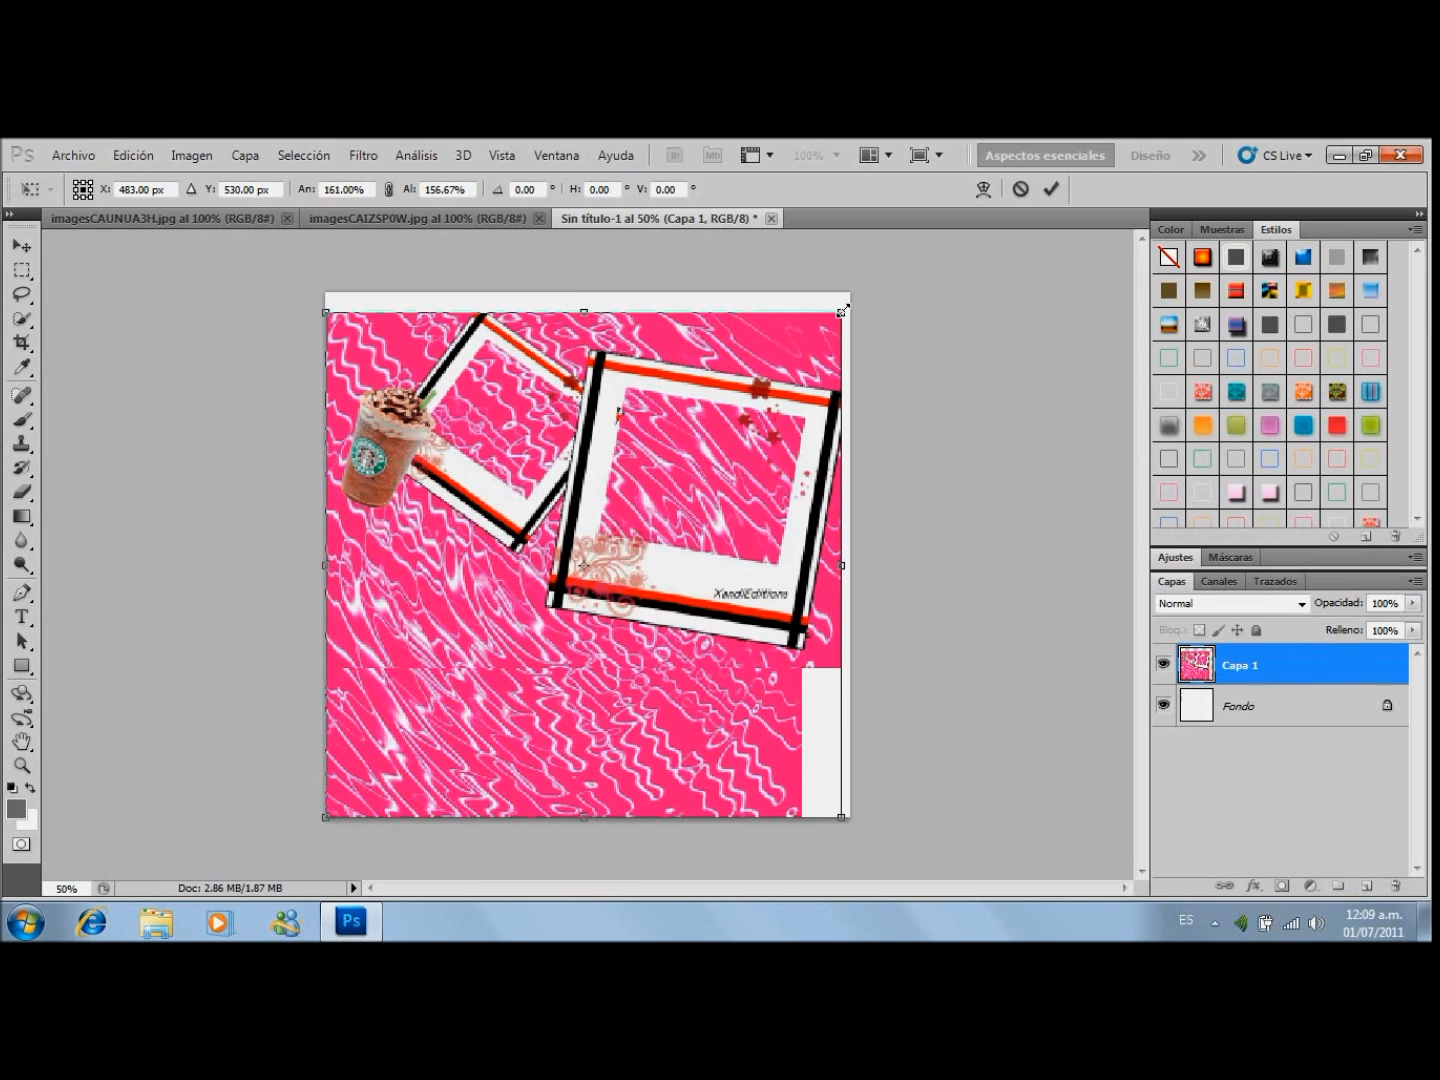 Ps Archivo Edición Imagen Capa Selección Filtro Análisis 3D Vista Ventana Ayuda Br Mb 100% Aspectos esenciales Diseño CS Live
X: 483.00 px Y: 530.00 px An: 161.00% Al: 156.67% 0.00 ° H: 0.00 ° V: 0.00 °
imagesCAUNUA3H.jpg al 100% (RGB/8#) imagesCAIZSP0W.jpg al 100% (RGB/8#) Sin título-1 al 50% (Capa 1, RGB/8) *
Color Muestras Estilos
XandiEditions
Ajustes Máscaras
Capas Canales Trazados
Normal Opacidad: 100%
Bloq.: Relleno: 100%
Capa 1
Fondo
50% Doc: 2.86 MB/1.87 MB
Ps ES 12:09 a.m.
01/07/2011